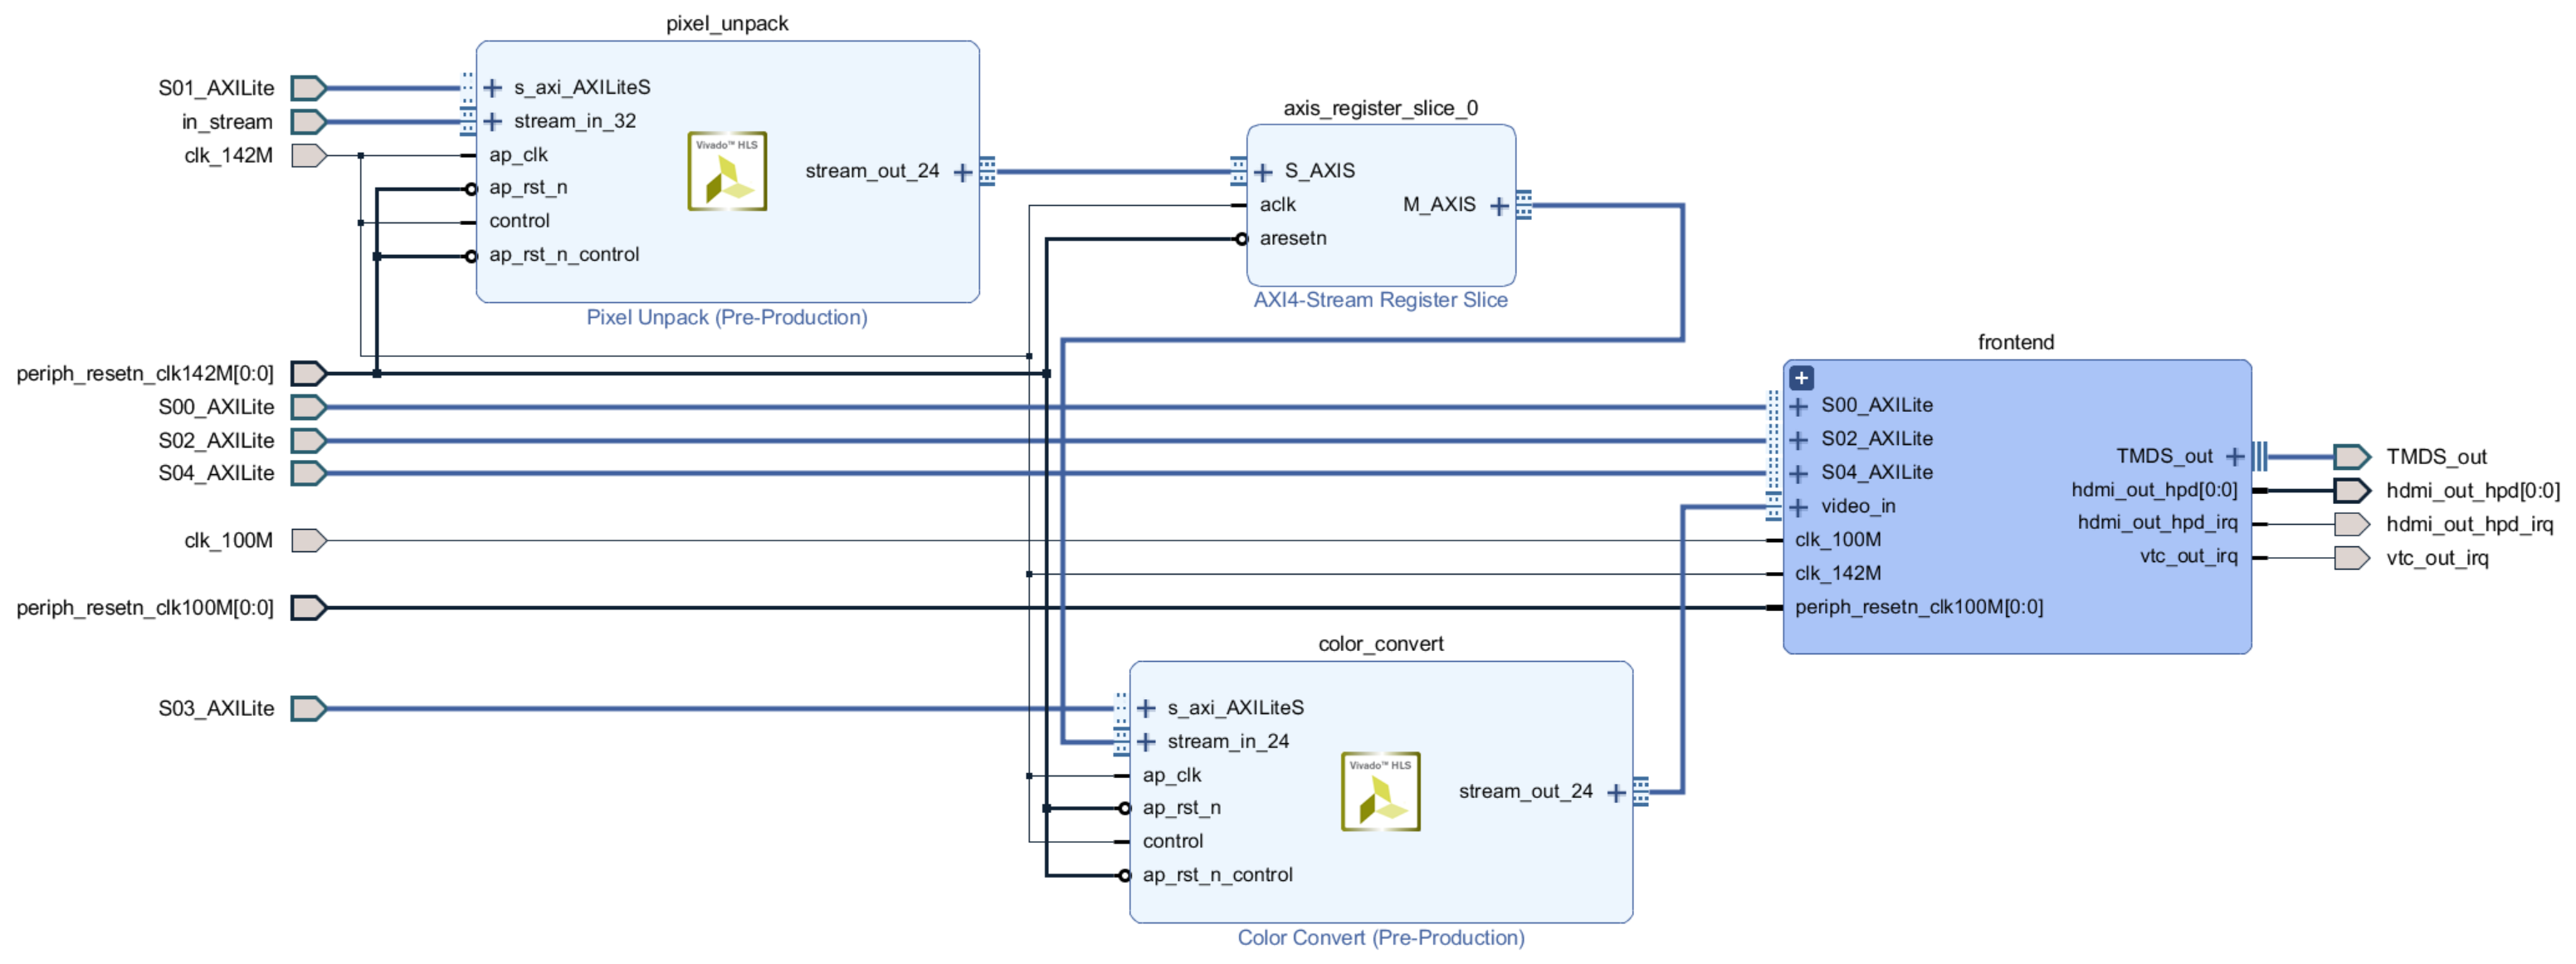 pixel_unpack
S01_AXILite
in_stream
clk_142M
s_axi_AXILiteS
stream_in_32
ap_clk
ap_rst_n
control
ap_rst_n_control
Vivado™ HLS
stream_out_24
Pixel Unpack (Pre-Production)
axis_register_slice_0
S_AXIS
aclk
aresetn
M_AXIS
AXI4-Stream Register Slice
periph_resetn_clk142M[0:0]
S00_AXILite
S02_AXILite
S04_AXILite
clk_100M
periph_resetn_clk100M[0:0]
S03_AXILite
frontend
S00_AXILite
S02_AXILite
S04_AXILite
video_in
clk_100M
clk_142M
periph_resetn_clk100M[0:0]
TMDS_out
hdmi_out_hpd[0:0]
hdmi_out_hpd_irq
vtc_out_irq
TMDS_out
hdmi_out_hpd[0:0]
hdmi_out_hpd_irq
vtc_out_irq
color_convert
s_axi_AXILiteS
stream_in_24
ap_clk
ap_rst_n
control
ap_rst_n_control
Vivado™ HLS
stream_out_24
Color Convert (Pre-Production)